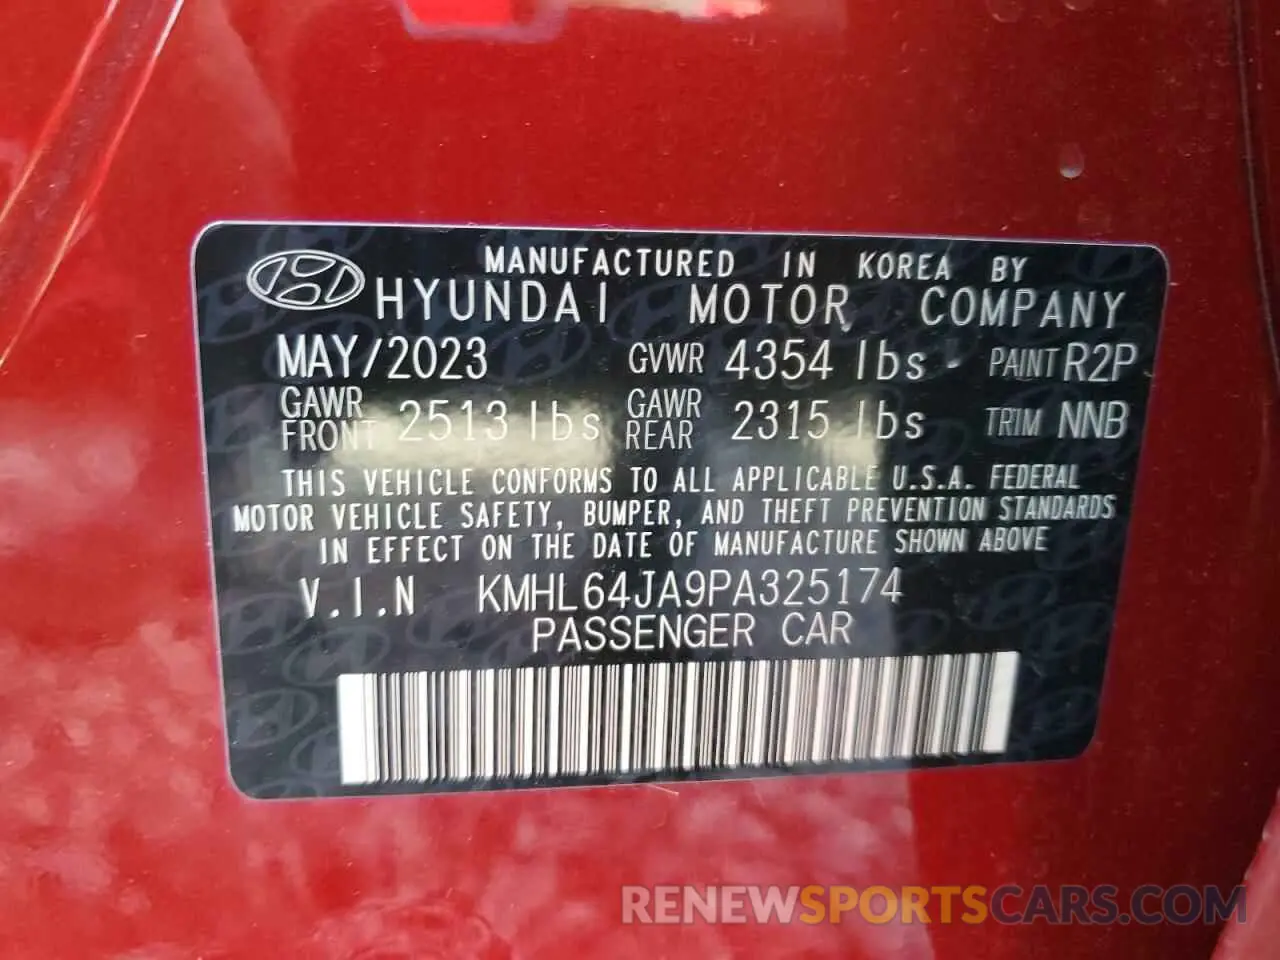 MANUFACTURED IN KOREA BY
HYUNDAI MOTOR COMPANY
MAY/2023 GVWR 4354 lbs PAINT R2P
GAWR FRONT 2513 lbs GAWR REAR 2315 lbs TRIM NNB
THIS VEHICLE CONFORMS TO ALL APPLICABLE U.S.A. FEDERAL
MOTOR VEHICLE SAFETY, BUMPER, AND THEFT PREVENTION STANDARDS
IN EFFECT ON THE DATE OF MANUFACTURE SHOWN ABOVE
V.I.N KMHL64JA9PA325174
PASSENGER CAR
RENEWSPORTSCARS.COM